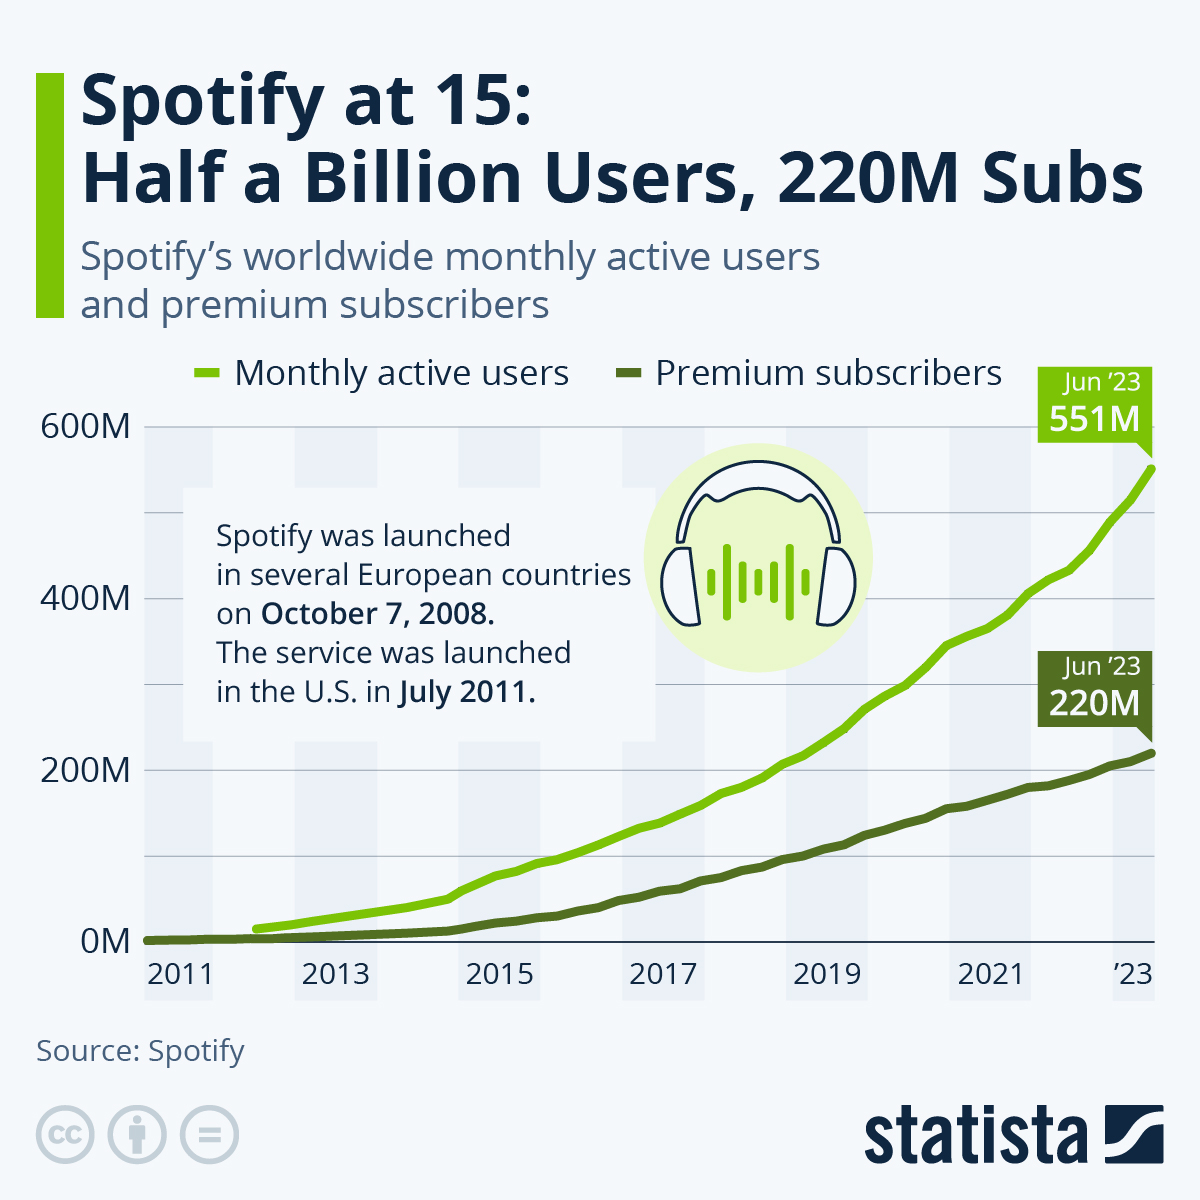 Spotify at 15:
Half a Billion Users, 220M Subs
Spotify’s worldwide monthly active users
and premium subscribers
Monthly active users
Premium subscribers
Jun ’23
551M
600M
Spotify was launched
in several European countries
on October 7, 2008.
The service was launched
in the U.S. in July 2011.
400M
Jun ’23
220M
200M
0M
2011
2013
2015
2017
2019
2021
’23
Source: Spotify
cc
statista